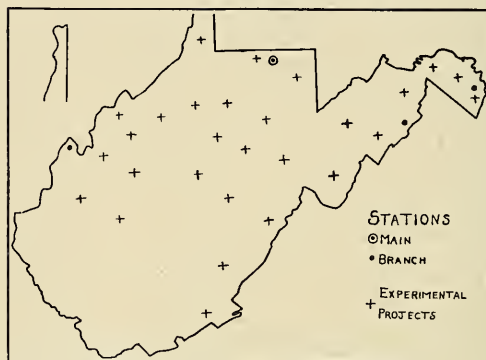 STATIONS
MAIN
BRANCH
EXPERIMENTAL
PROJECTS